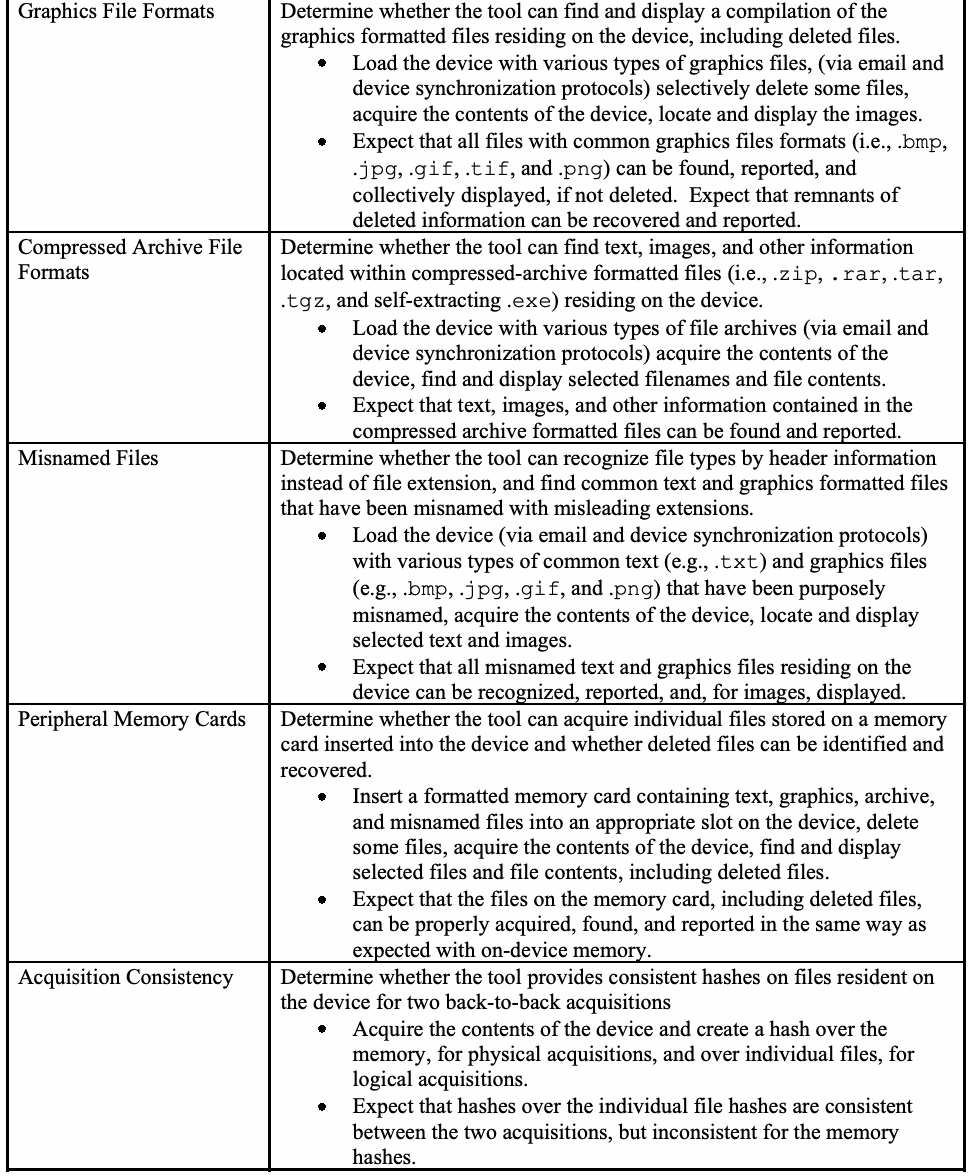 Graphics File Formats
Determine whether the tool can find and display a compilation of the
graphics formatted files residing on the device, including deleted files.
• Load the device with various types of graphics files, (via email and
device synchronization protocols) selectively delete some files,
acquire the contents of the device, locate and display the images.
• Expect that all files with common graphics files formats (i.e., .bmp,
.jpg, .gif, .tif, and .png) can be found, reported, and
collectively displayed, if not deleted. Expect that remnants of
deleted information can be recovered and reported.
Compressed Archive File
Formats
Determine whether the tool can find text, images, and other information
located within compressed-archive formatted files (i.e., .zip, .rar, .tar,
.tgz, and self-extracting .exe) residing on the device.
• Load the device with various types of file archives (via email and
device synchronization protocols) acquire the contents of the
device, find and display selected filenames and file contents.
• Expect that text, images, and other information contained in the
compressed archive formatted files can be found and reported.
Misnamed Files
Determine whether the tool can recognize file types by header information
instead of file extension, and find common text and graphics formatted files
that have been misnamed with misleading extensions.
• Load the device (via email and device synchronization protocols)
with various types of common text (e.g., .txt) and graphics files
(e.g., .bmp, .jpg, .gif, and .png) that have been purposely
misnamed, acquire the contents of the device, locate and display
selected text and images.
• Expect that all misnamed text and graphics files residing on the
device can be recognized, reported, and, for images, displayed.
Peripheral Memory Cards
Determine whether the tool can acquire individual files stored on a memory
card inserted into the device and whether deleted files can be identified and
recovered.
• Insert a formatted memory card containing text, graphics, archive,
and misnamed files into an appropriate slot on the device, delete
some files, acquire the contents of the device, find and display
selected files and file contents, including deleted files.
• Expect that the files on the memory card, including deleted files,
can be properly acquired, found, and reported in the same way as
expected with on-device memory.
Acquisition Consistency
Determine whether the tool provides consistent hashes on files resident on
the device for two back-to-back acquisitions
• Acquire the contents of the device and create a hash over the
memory, for physical acquisitions, and over individual files, for
logical acquisitions.
• Expect that hashes over the individual file hashes are consistent
between the two acquisitions, but inconsistent for the memory
hashes.